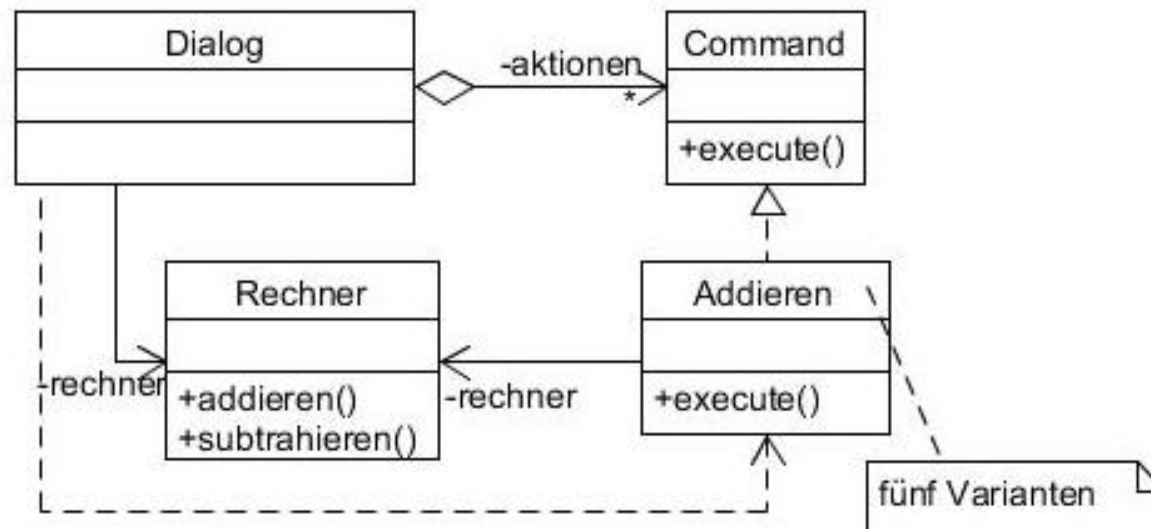 Dialog
Command
-aktionen
*
+execute()
Rechner
Addieren
-rechner
+addieren()
+subtrahieren()
-rechner
+execute()
fünf Varianten